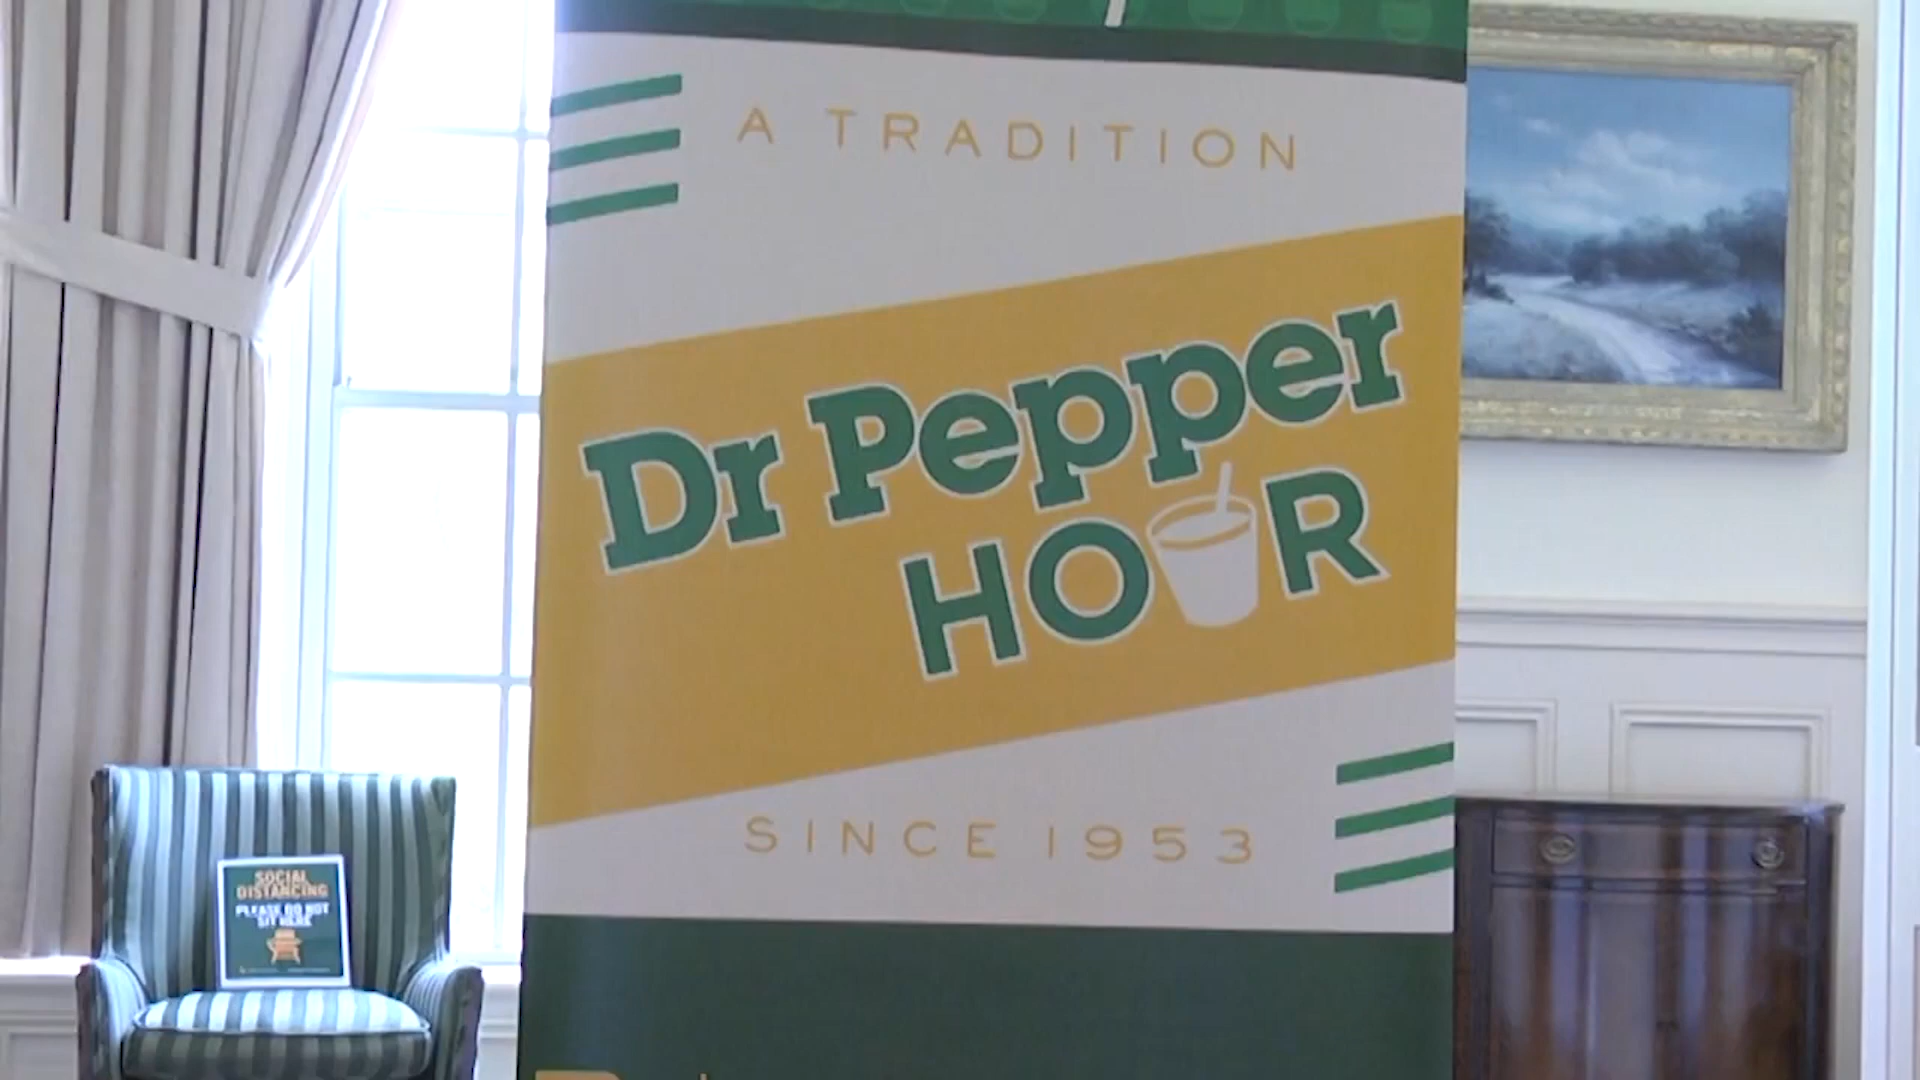 A TRADITION
Dr Pepper
HOUR
SINCE 1953
SOCIAL
DISTANCING
PLEASE DO NOT
SIT HERE